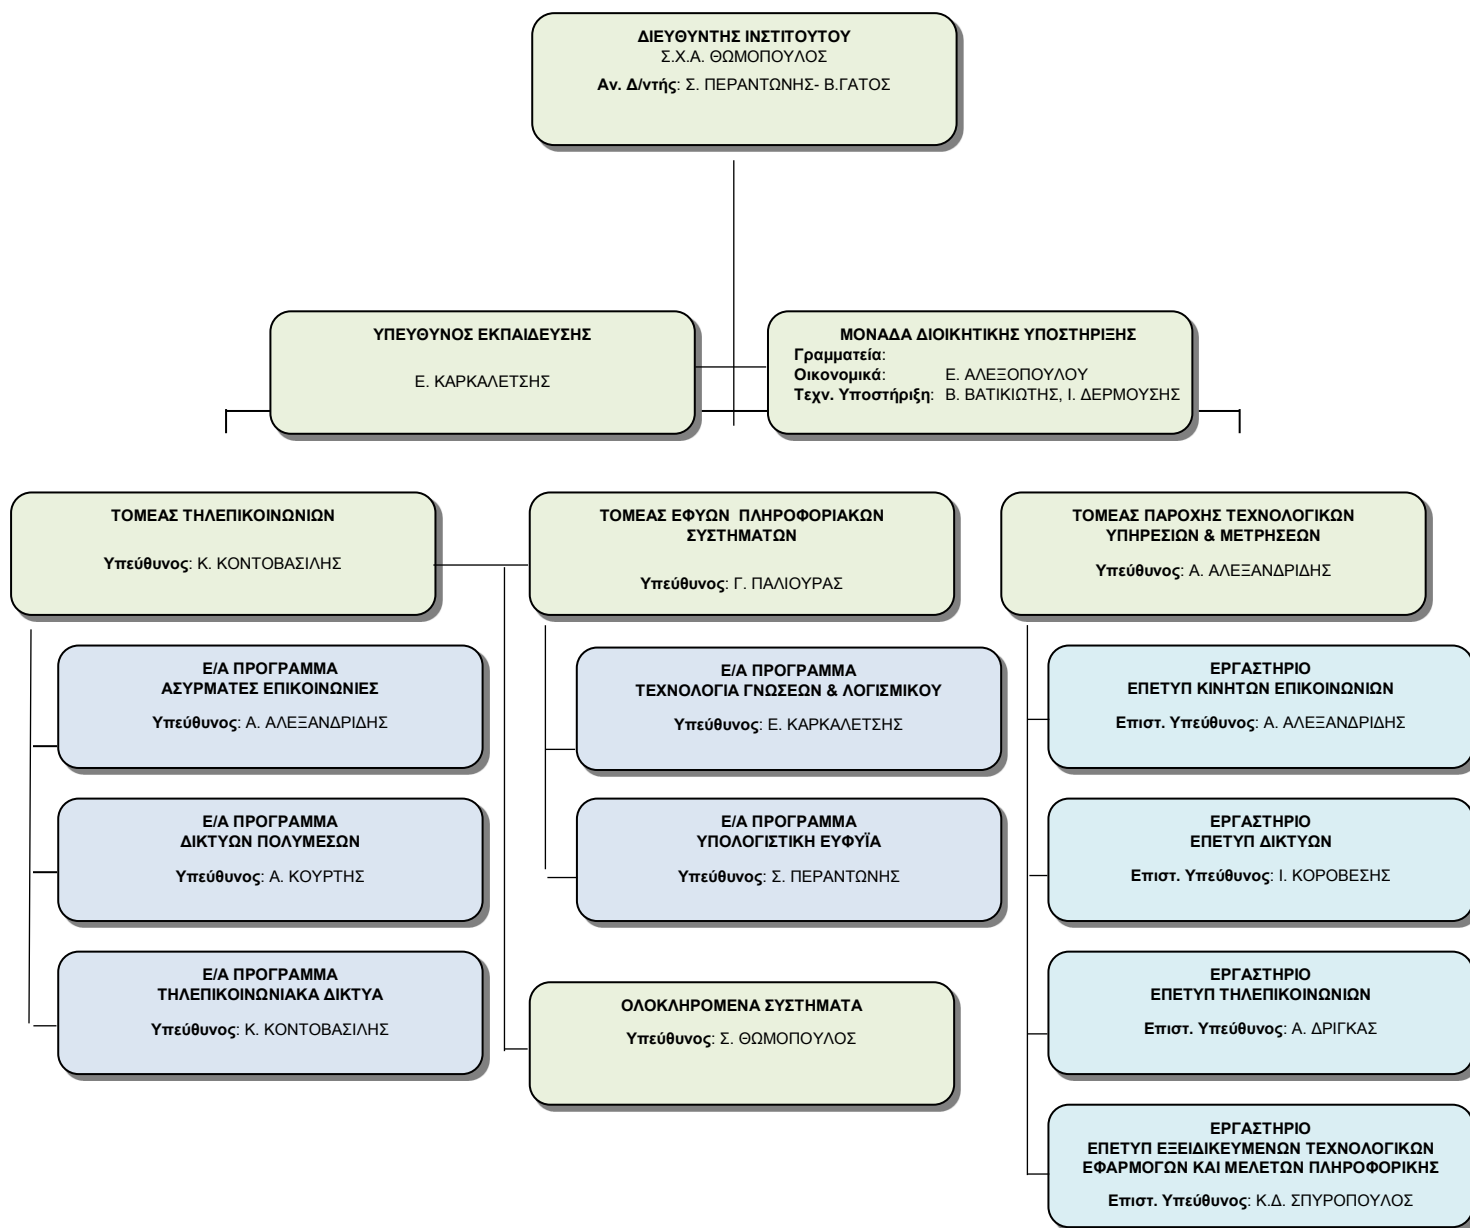 ΔΙΕΥΘΥΝΤΗΣ ΙΝΣΤΙΤΟΥΤΟΥ
Σ.Χ.Α. ΘΩΜΟΠΟΥΛΟΣ
Αν. Δ/ντής: Σ. ΠΕΡΑΝΤΩΝΗΣ- Β.ΓΑΤΟΣ
ΥΠΕΥΘΥΝΟΣ ΕΚΠΑΙΔΕΥΣΗΣ
Ε. ΚΑΡΚΑΛΕΤΣΗΣ
ΜΟΝΑΔΑ ΔΙΟΙΚΗΤΙΚΗΣ ΥΠΟΣΤΗΡΙΞΗΣ
Γραμματεία:
Οικονομικά: Ε. ΑΛΕΞΟΠΟΥΛΟΥ
Τεχν. Υποστήριξη: Β. ΒΑΤΙΚΙΩΤΗΣ, Ι. ΔΕΡΜΟΥΣΗΣ
ΤΟΜΕΑΣ ΤΗΛΕΠΙΚΟΙΝΩΝΙΩΝ
Υπεύθυνος: Κ. ΚΟΝΤΟΒΑΣΙΛΗΣ
Ε/Α ΠΡΟΓΡΑΜΜΑ
ΑΣΥΡΜΑΤΕΣ ΕΠΙΚΟΙΝΩΝΙΕΣ
Υπεύθυνος: Α. ΑΛΕΞΑΝΔΡΙΔΗΣ
Ε/Α ΠΡΟΓΡΑΜΜΑ
ΔΙΚΤΥΩΝ ΠΟΛΥΜΕΣΩΝ
Υπεύθυνος: Α. ΚΟΥΡΤΗΣ
Ε/Α ΠΡΟΓΡΑΜΜΑ
ΤΗΛΕΠΙΚΟΙΝΩΝΙΑΚΑ ΔΙΚΤΥΑ
Υπεύθυνος: Κ. ΚΟΝΤΟΒΑΣΙΛΗΣ
ΤΟΜΕΑΣ ΕΦΥΩΝ ΠΛΗΡΟΦΟΡΙΑΚΩΝ
ΣΥΣΤΗΜΑΤΩΝ
Υπεύθυνος: Γ. ΠΑΛΙΟΥΡΑΣ
Ε/Α ΠΡΟΓΡΑΜΜΑ
ΤΕΧΝΟΛΟΓΙΑ ΓΝΩΣΕΩΝ & ΛΟΓΙΣΜΙΚΟΥ
Υπεύθυνος: Ε. ΚΑΡΚΑΛΕΤΣΗΣ
Ε/Α ΠΡΟΓΡΑΜΜΑ
ΥΠΟΛΟΓΙΣΤΙΚΗ ΕΥΦΥΪΑ
Υπεύθυνος: Σ. ΠΕΡΑΝΤΩΝΗΣ
ΟΛΟΚΛΗΡΟΜΕΝΑ ΣΥΣΤΗΜΑΤΑ
Υπεύθυνος: Σ. ΘΩΜΟΠΟΥΛΟΣ
ΤΟΜΕΑΣ ΠΑΡΟΧΗΣ ΤΕΧΝΟΛΟΓΙΚΩΝ
ΥΠΗΡΕΣΙΩΝ & ΜΕΤΡΗΣΕΩΝ
Υπεύθυνος: Α. ΑΛΕΞΑΝΔΡΙΔΗΣ
ΕΡΓΑΣΤΗΡΙΟ
ΕΠΕΤΥΠ ΚΙΝΗΤΩΝ ΕΠΙΚΟΙΝΩΝΙΩΝ
Επιστ. Υπεύθυνος: Α. ΑΛΕΞΑΝΔΡΙΔΗΣ
ΕΡΓΑΣΤΗΡΙΟ
ΕΠΕΤΥΠ ΔΙΚΤΥΩΝ
Επιστ. Υπεύθυνος: Ι. ΚΟΡΟΒΕΣΗΣ
ΕΡΓΑΣΤΗΡΙΟ
ΕΠΕΤΥΠ ΤΗΛΕΠΙΚΟΙΝΩΝΙΩΝ
Επιστ. Υπεύθυνος: Α. ΔΡΙΓΚΑΣ
ΕΡΓΑΣΤΗΡΙΟ
ΕΠΕΤΥΠ ΕΞΕΙΔΙΚΕΥΜΕΝΩΝ ΤΕΧΝΟΛΟΓΙΚΩΝ
ΕΦΑΡΜΟΓΩΝ ΚΑΙ ΜΕΛΕΤΩΝ ΠΛΗΡΟΦΟΡΙΚΗΣ
Επιστ. Υπεύθυνος: Κ.Δ. ΣΠΥΡΟΠΟΥΛΟΣ